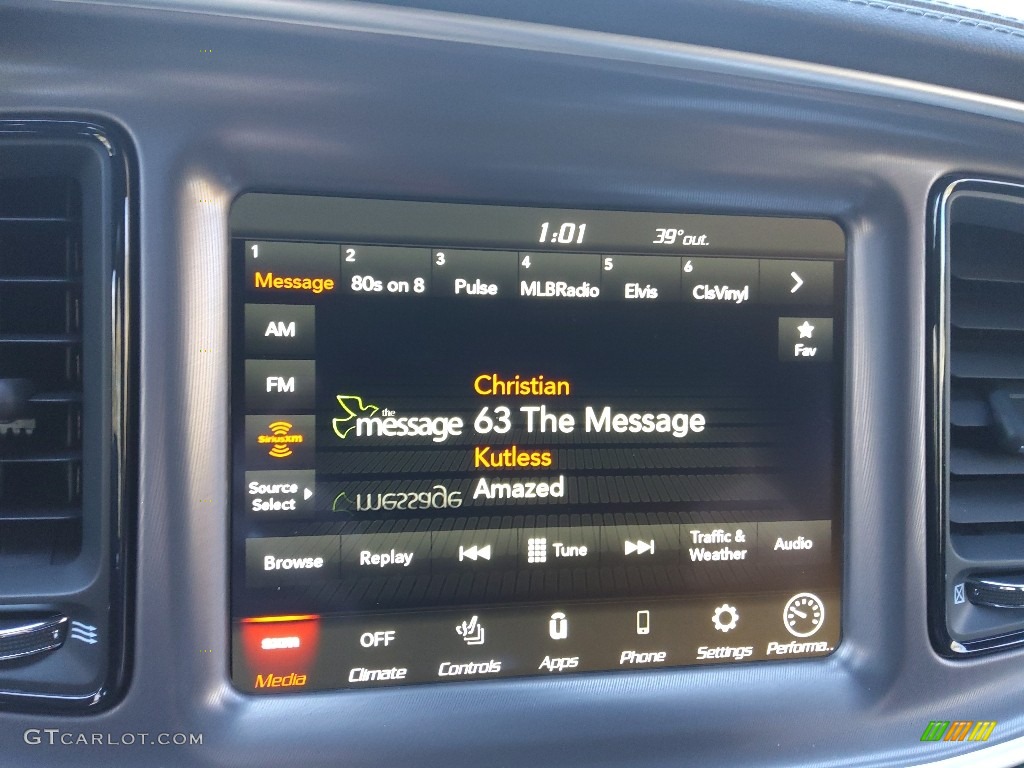 1:01
39° out.
1 Message
2 80s on 8
3 Pulse
4 MLBRadio
5 Elvis
6 ClsVinyl
AM
Fav
FM
Christian
the message
63 The Message
SiriusXM
Kutless
Source Select
message
Amazed
Browse
Replay
Tune
Traffic & Weather
Audio
OFF
Media
Climate
Controls
Apps
Phone
Settings
Performa..
GTCARLOT.COM